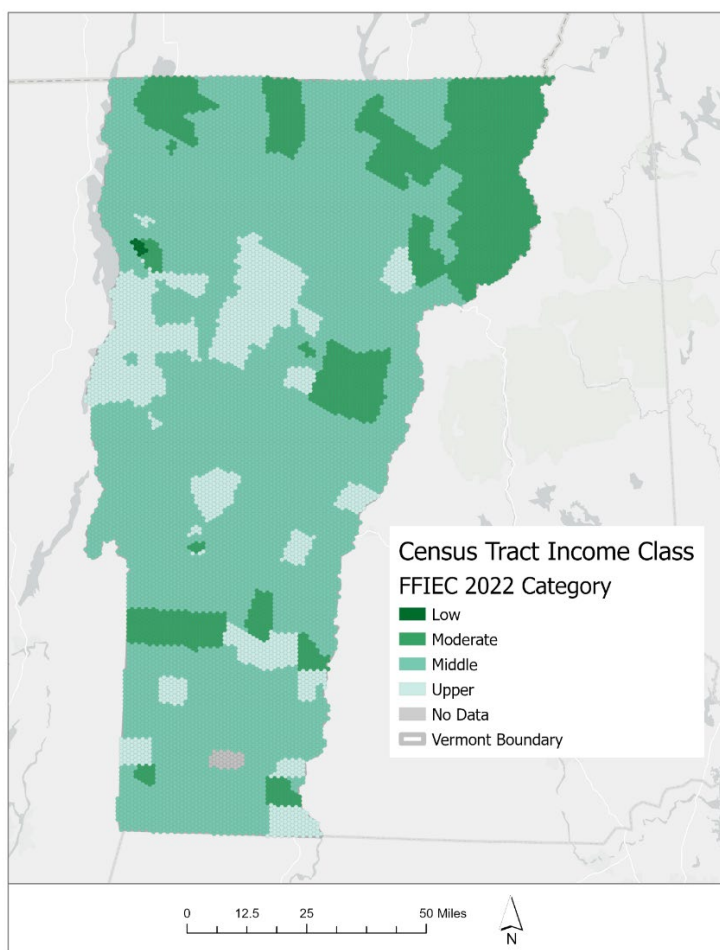 Census Tract Income Class
FFIEC 2022 Category
Low
Moderate
Middle
Upper
No Data
Vermont Boundary
0 12.5 25 50 Miles
N